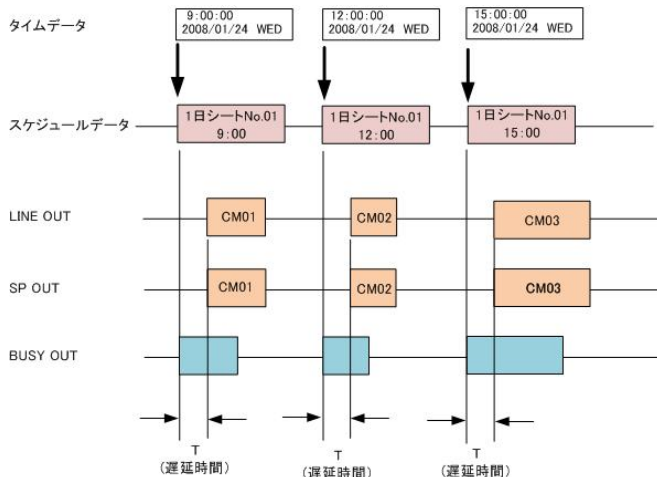 タイムデータ
9:00:00
2008/01/24 WED
12:00:00
2008/01/24 WED
15:00:00
2008/01/24 WED
スケジュールデータ
1日シートNo.01
9:00
1日シートNo.01
12:00
1日シートNo.01
15:00
LINE OUT
CM01
CM02
CM03
SP OUT
CM01
CM02
CM03
BUSY OUT
T
(遅延時間)
T
(遅延時間)
T
(遅延時間)